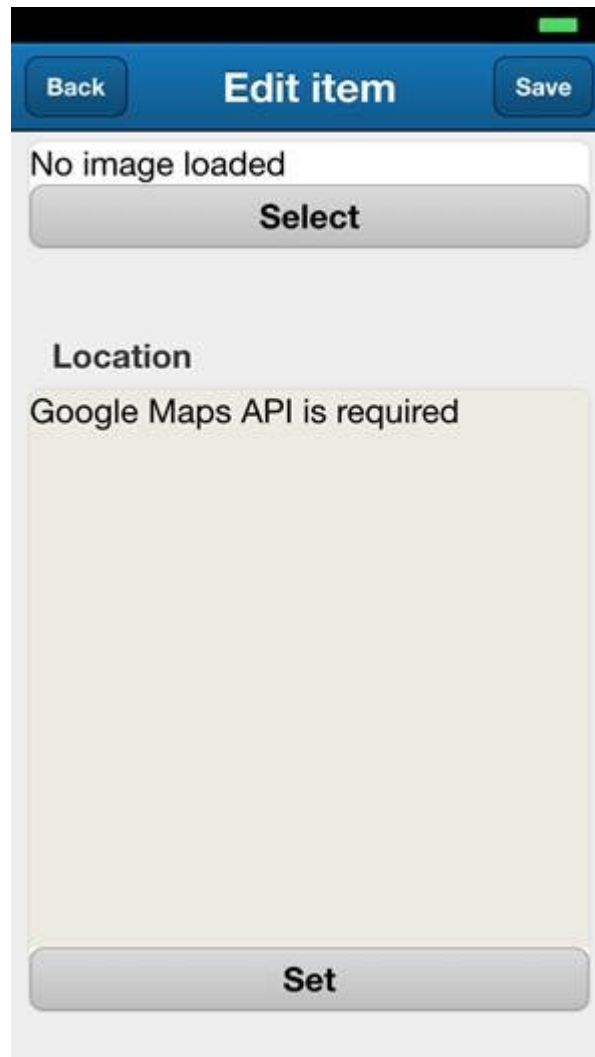 Back
Edit item
Save
No image loaded
Select
Location
Google Maps API is required
Set